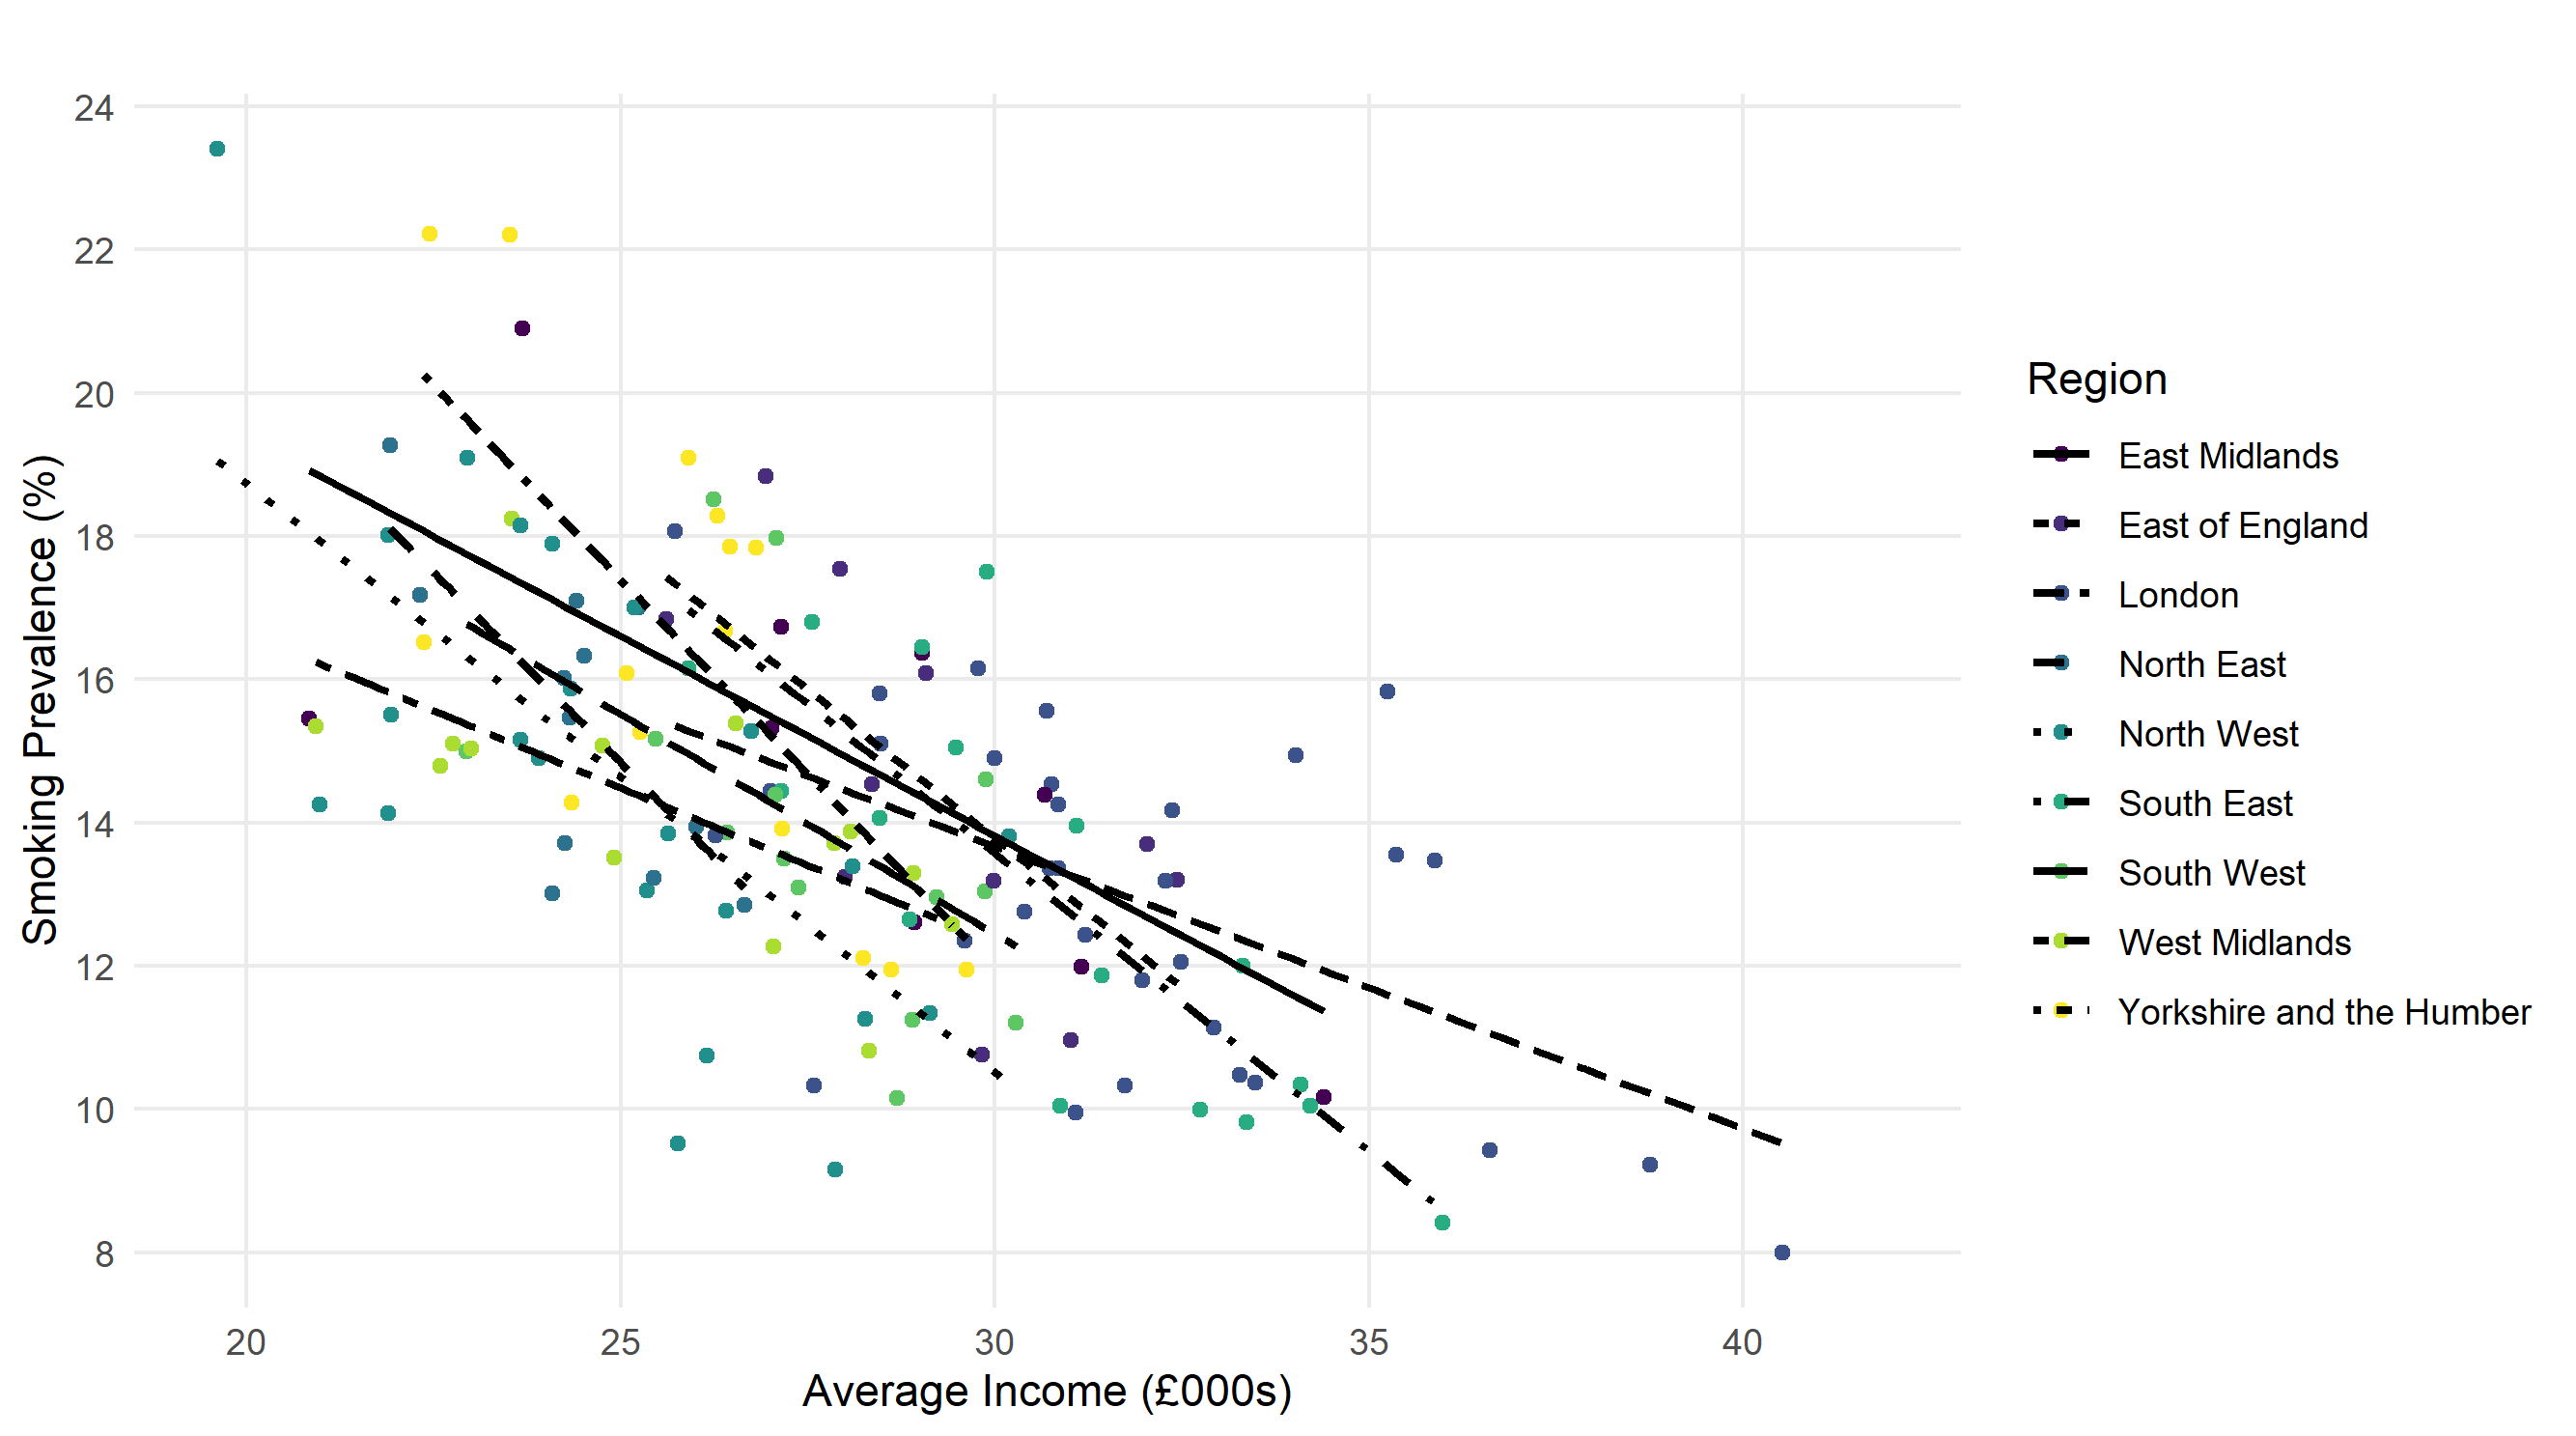 24
22
20
18
16
14
12
10
8
Smoking Prevalence (%)
20 25 30 35 40
Average Income (£000s)
Region
East Midlands
East of England
London
North East
North West
South East
South West
West Midlands
Yorkshire and the Humber